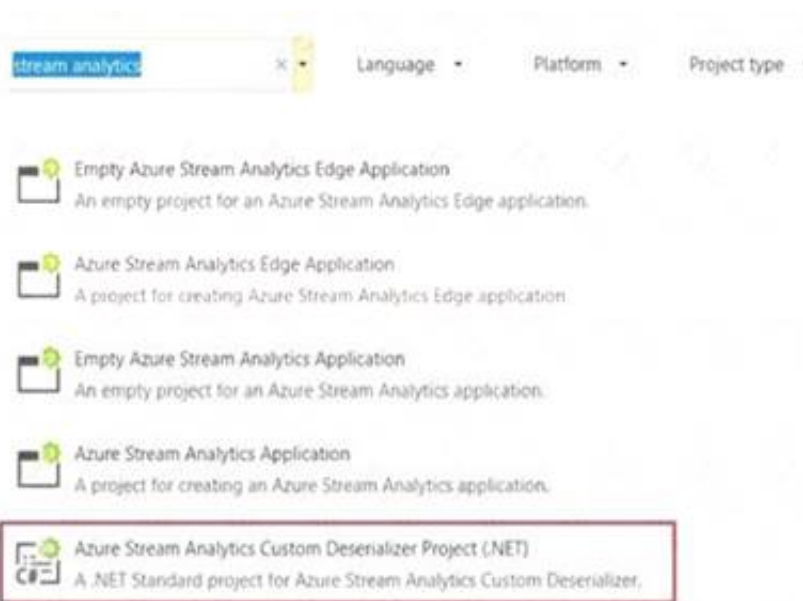 stream analytics × Language Platform Project type
Empty Azure Stream Analytics Edge Application
An empty project for an Azure Stream Analytics Edge application.
Azure Stream Analytics Edge Application
A project for creating Azure Stream Analytics Edge application
Empty Azure Stream Analytics Application
An empty project for an Azure Stream Analytics application.
Azure Stream Analytics Application
A project for creating an Azure Stream Analytics application.
Azure Stream Analytics Custom Deserializer Project (.NET)
C# A .NET Standard project for Azure Stream Analytics Custom Deserializer.